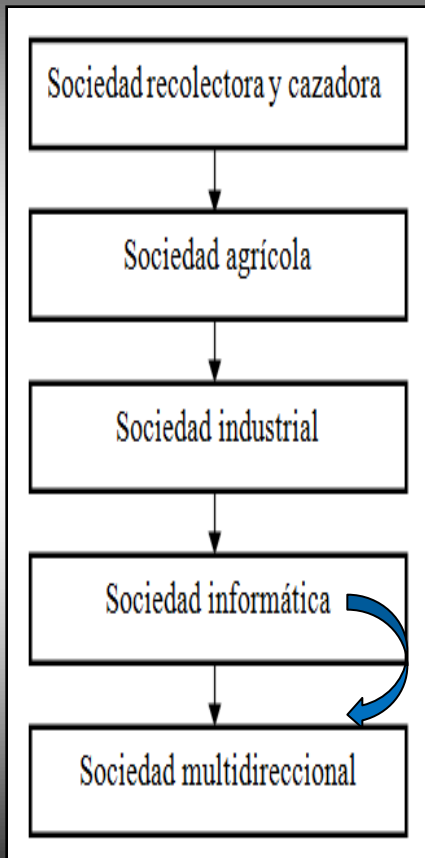 Sociedad recolectora y cazadora
Sociedad agrícola
Sociedad industrial
Sociedad informática
Sociedad multidireccional